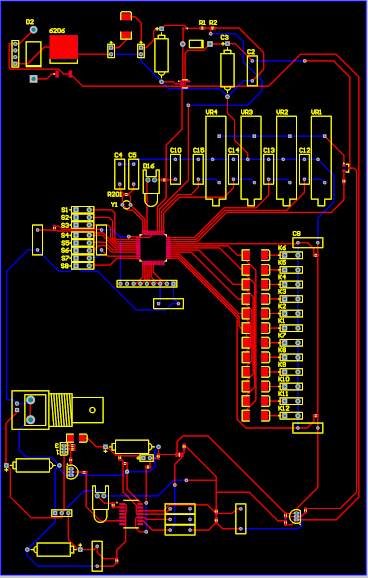 D2
6206
R1 R2
C3
C2
VR4 VR3 VR2 VR1
C4 C5
D16
C10 C15 C14 C13 C12
R201
Y1
S1
S2
S3
S4
S5
S6
S7
S8
C8
K6
K5
K4
K3
K2
K1
K7
K8
K9
K10
K11
K12